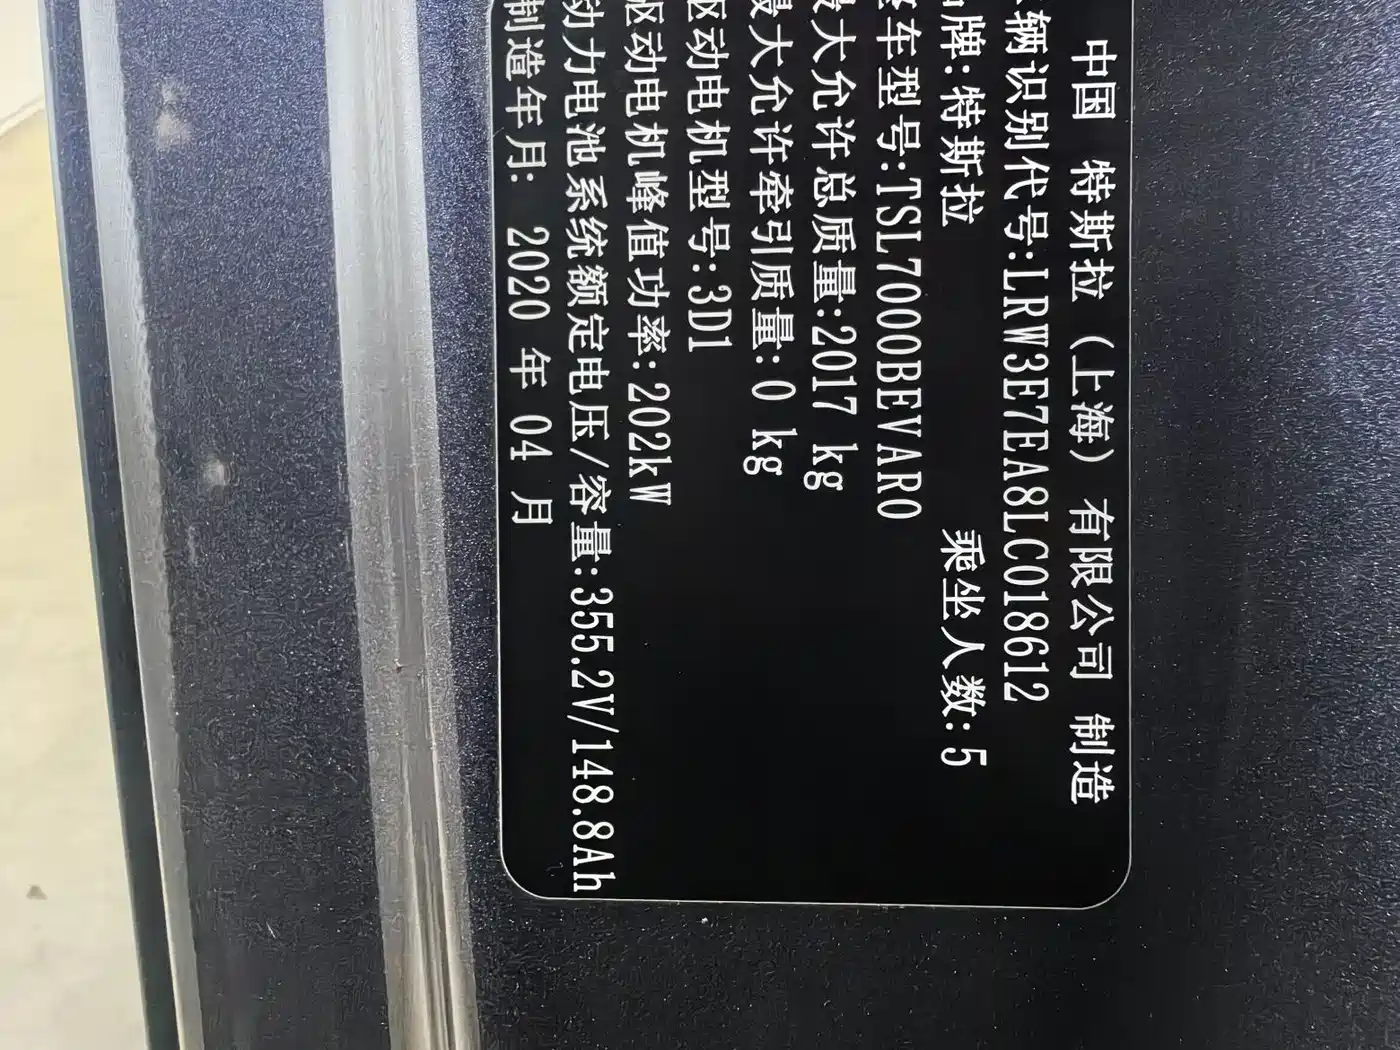 中国 特斯拉（上海）有限公司 制造
辆识别代号:LRW3E7EA8LC018612
牌:特斯拉 乘坐人数:5
车型号:TSL7000BEVAR0
大允许总质量:2017 kg
最大允许牵引质量: 0 kg
驱动电机型号:3D1
驱动电机峰值功率:202kW
动力电池系统额定电压/容量:355.2V/148.8Ah
制造年月: 2020 年 04 月